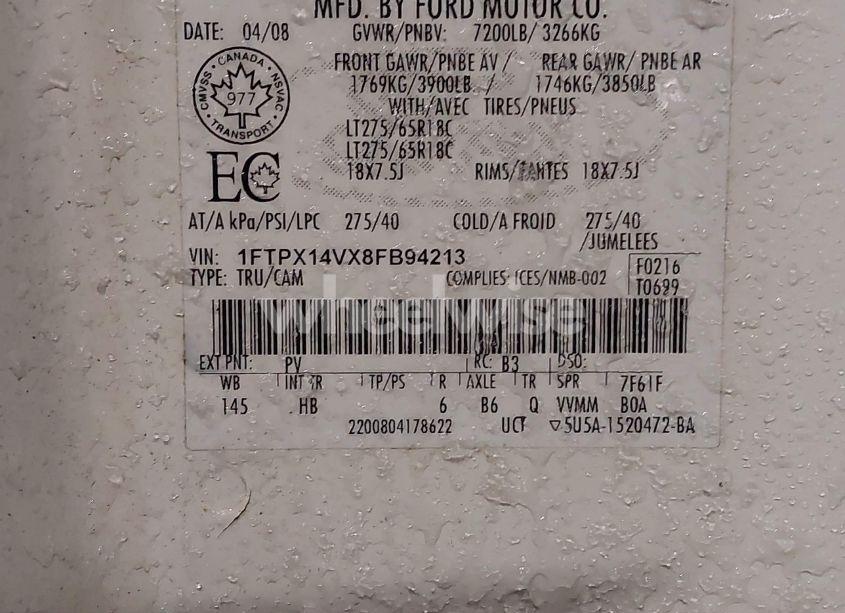 MFD. BY FORD MOTOR CO.
DATE: 04/08 GVWR/PNBV: 7200LB/ 3266KG
FRONT GAWR/PNBE AV / REAR GAWR/ PNBE AR
1769KG/3900LB / 1746KG/3850LB
WITH/AVEC TIRES/PNEUS
LT275/65R18C
LT275/65R18C
18X7.5J RIMS/JANTES 18X7.5J
CMVSS · CANADA · NSVAC
977
TRANSPORT
EC
AT/A kPa/PSI/LPC 275/40 COLD/A FROID 275/40
/JUMELEES
VIN: 1FTPX14VX8FB94213
TYPE: TRU/CAM COMPLIES: ICES/NMB-002
F0216
T0699
wheelwise
EXT PNT: PV RC: B3 DSO:
WB INT TR TP/PS R AXLE TR SPR 7F61F
145 . HB 6 B6 Q VVMM BOA
2200804178622 UCT ▽5U5A-1520472-BA